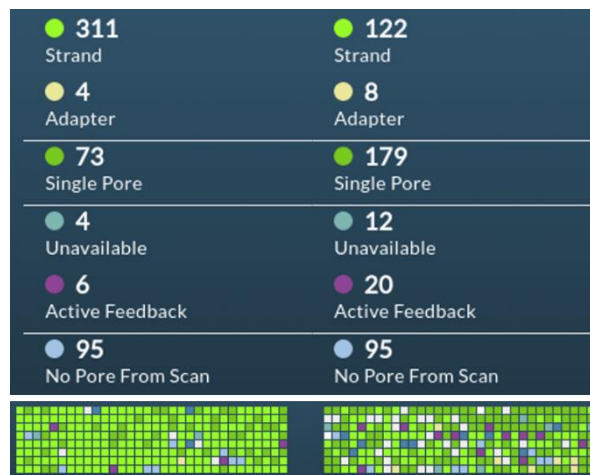 311
Strand
4
Adapter
73
Single Pore
4
Unavailable
6
Active Feedback
95
No Pore From Scan
122
Strand
8
Adapter
179
Single Pore
12
Unavailable
20
Active Feedback
95
No Pore From Scan